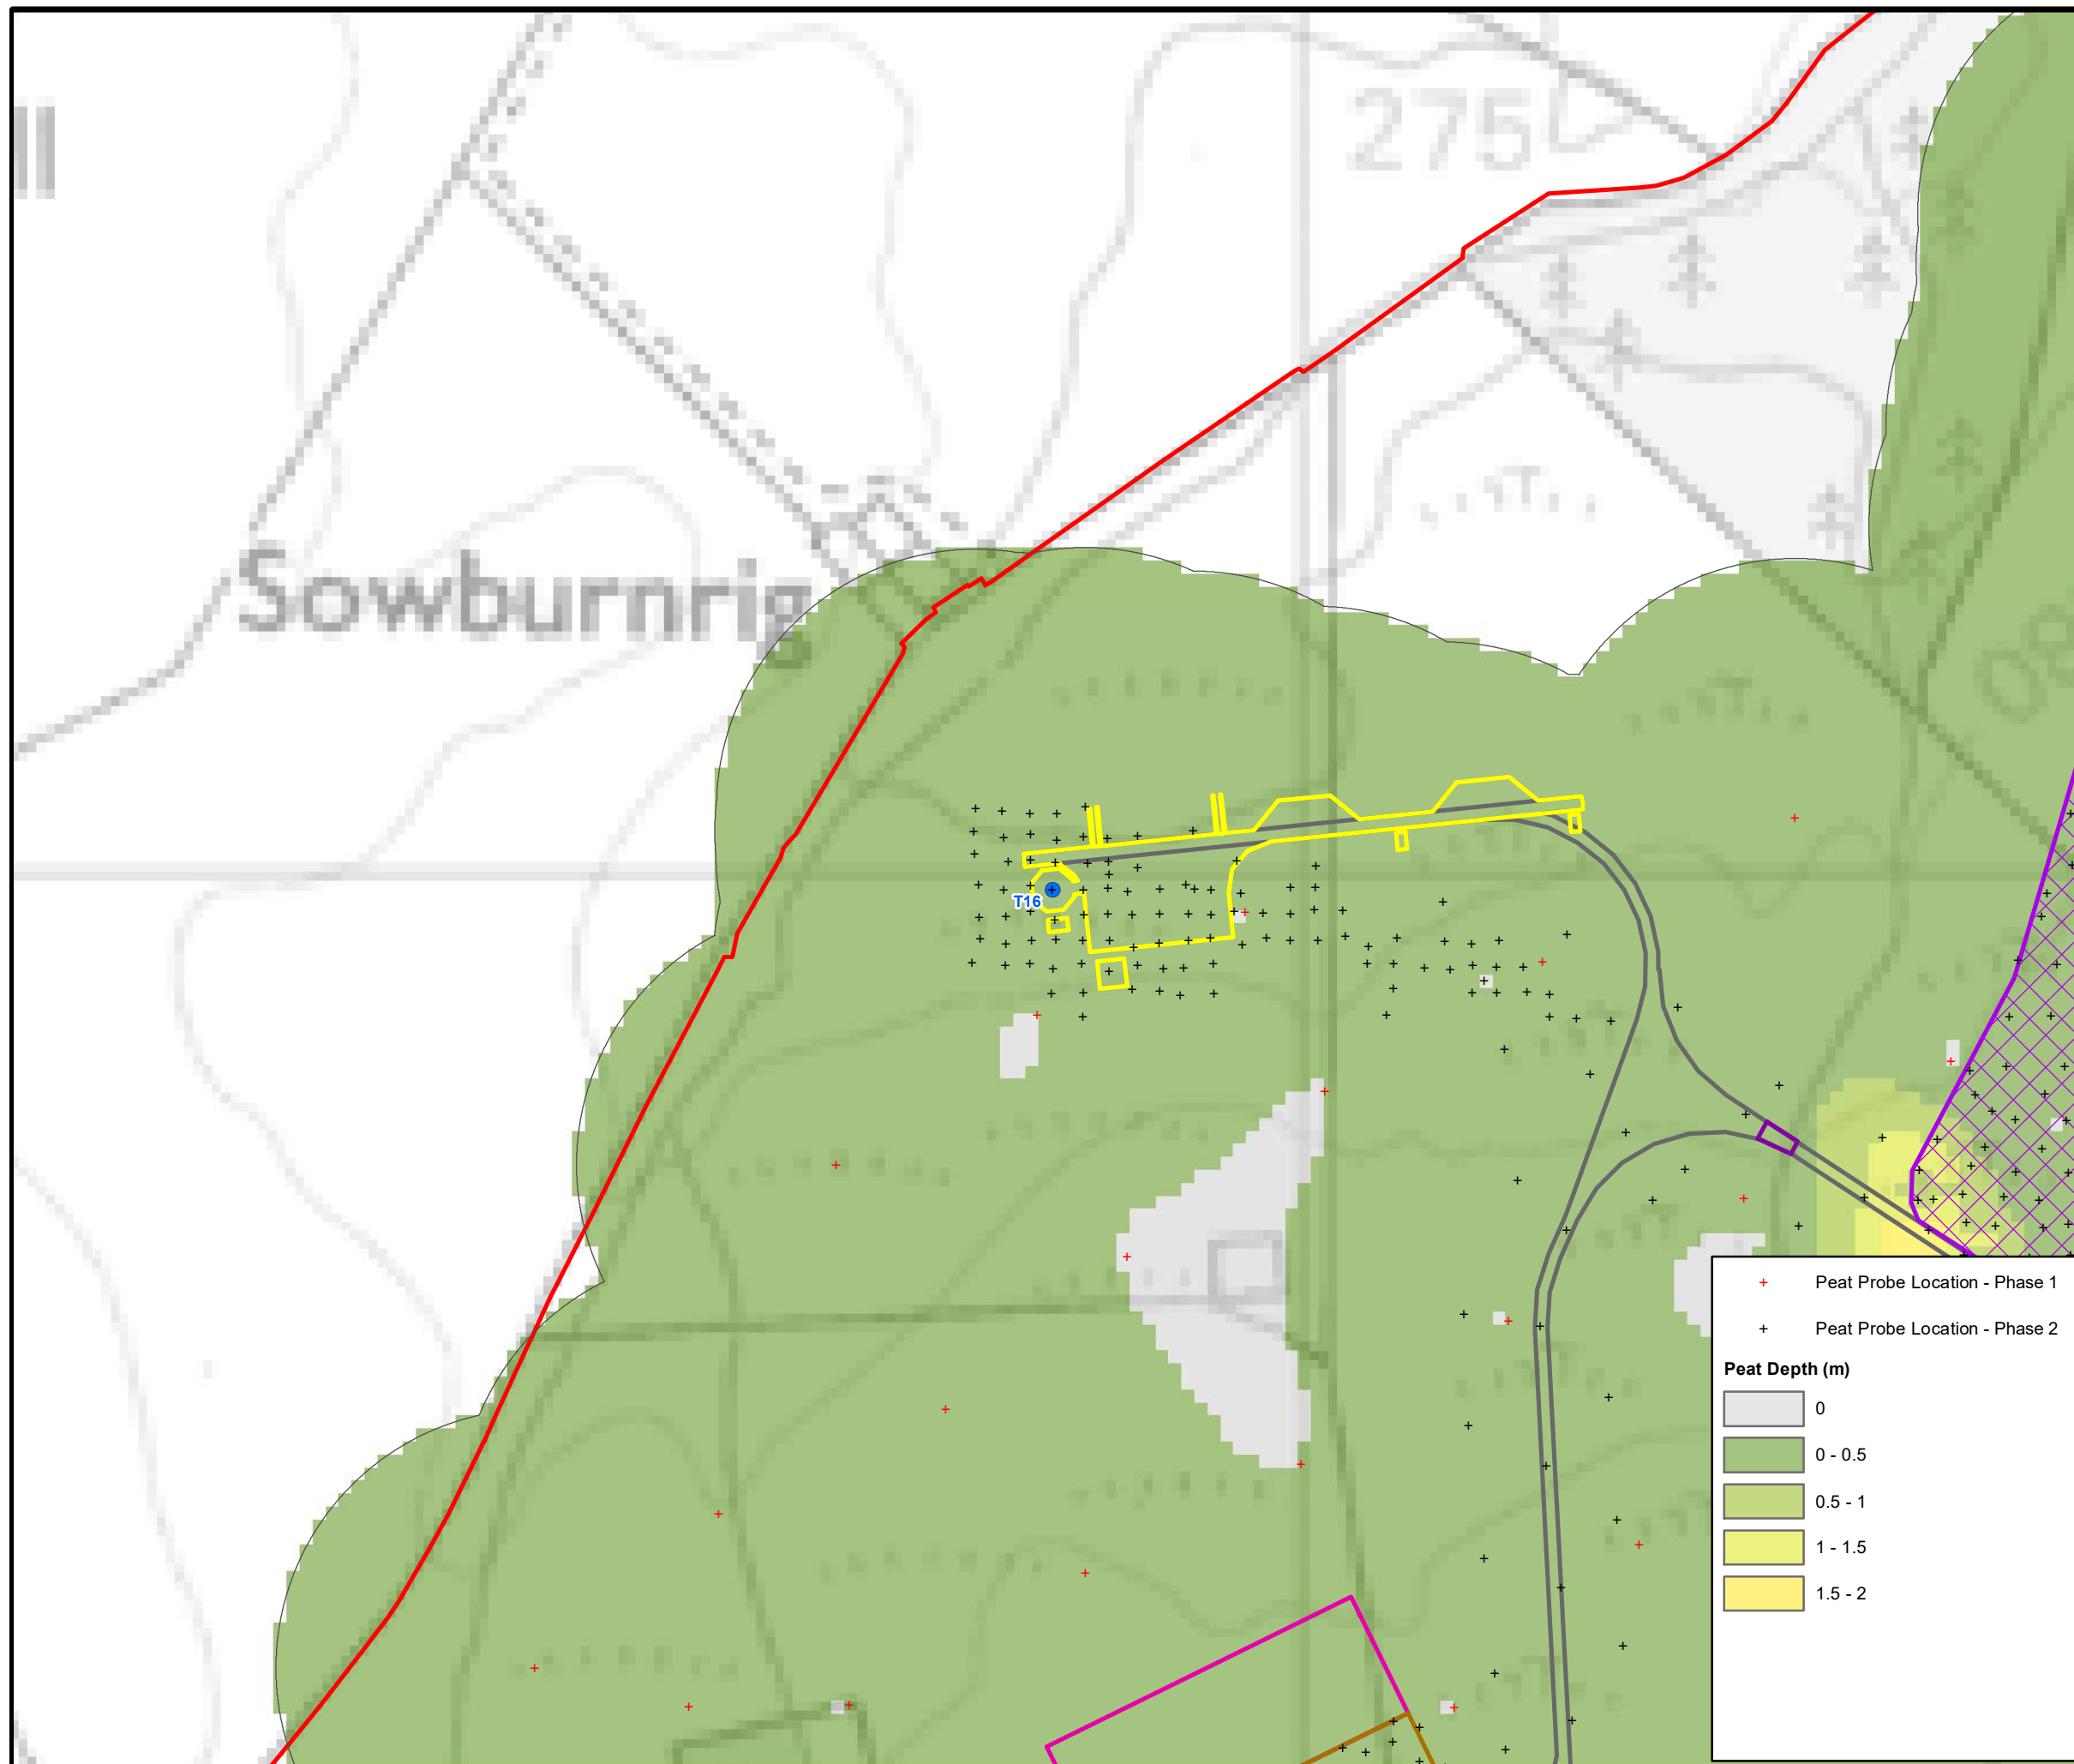 275
Sowburnrig
08
T16
Peat Probe Location - Phase 1
Peat Probe Location - Phase 2
Peat Depth (m)
0
0 - 0.5
0.5 - 1
1 - 1.5
1.5 - 2